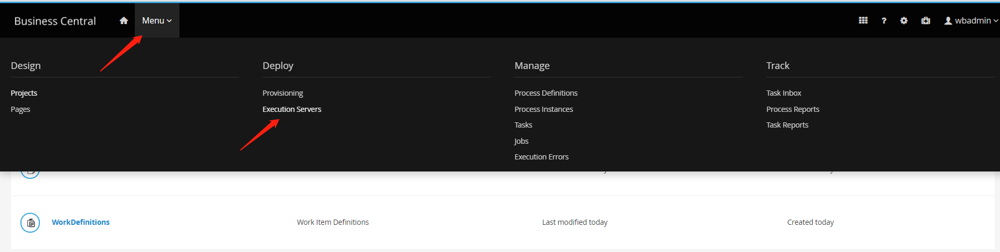 Business Central Menu ? wbadmin
Design Deploy Manage Track
Projects Provisioning Process Definitions Task Inbox
Pages Execution Servers Process Instances Process Reports
Tasks Task Reports
Jobs
Execution Errors
WorkDefinitions Work Item Definitions Last modified today Created today